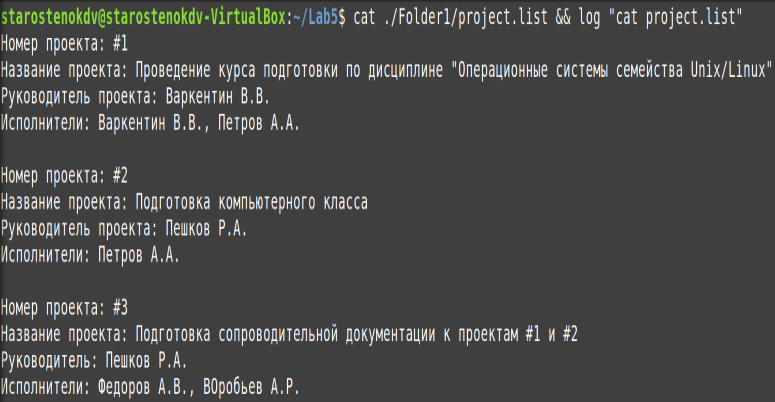 starostenokdv@starostenokdv-VirtualBox:~/Lab5$ cat ./Folder1/project.list && log "cat project.list"
Номер проекта: #1
Название проекта: Проведение курса подготовки по дисциплине "Операционные системы семейства Unix/Linux"
Руководитель проекта: Варкентин В.В.
Исполнители: Варкентин В.В., Петров А.А.

Номер проекта: #2
Название проекта: Подготовка компьютерного класса
Руководитель проекта: Пешков Р.А.
Исполнители: Петров А.А.

Номер проекта: #3
Название проекта: Подготовка сопроводительной документации к проектам #1 и #2
Руководитель: Пешков Р.А.
Исполнители: Федоров А.В., ВОробьев А.Р.